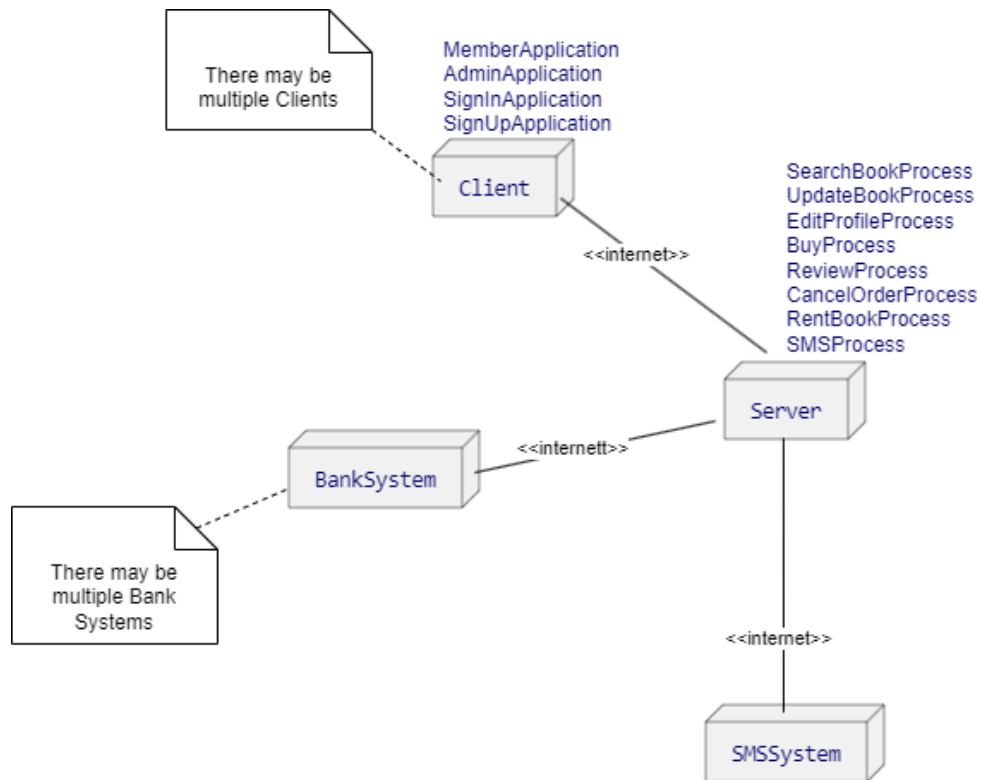 There may be
multiple Clients
MemberApplication
AdminApplication
SignInApplication
SignUpApplication
Client
<<internet>>
SearchBookProcess
UpdateBookProcess
EditProfileProcess
BuyProcess
ReviewProcess
CancelOrderProcess
RentBookProcess
SMSProcess
Server
<<internett>>
BankSystem
There may be
multiple Bank
Systems
<<internet>>
SMSSystem